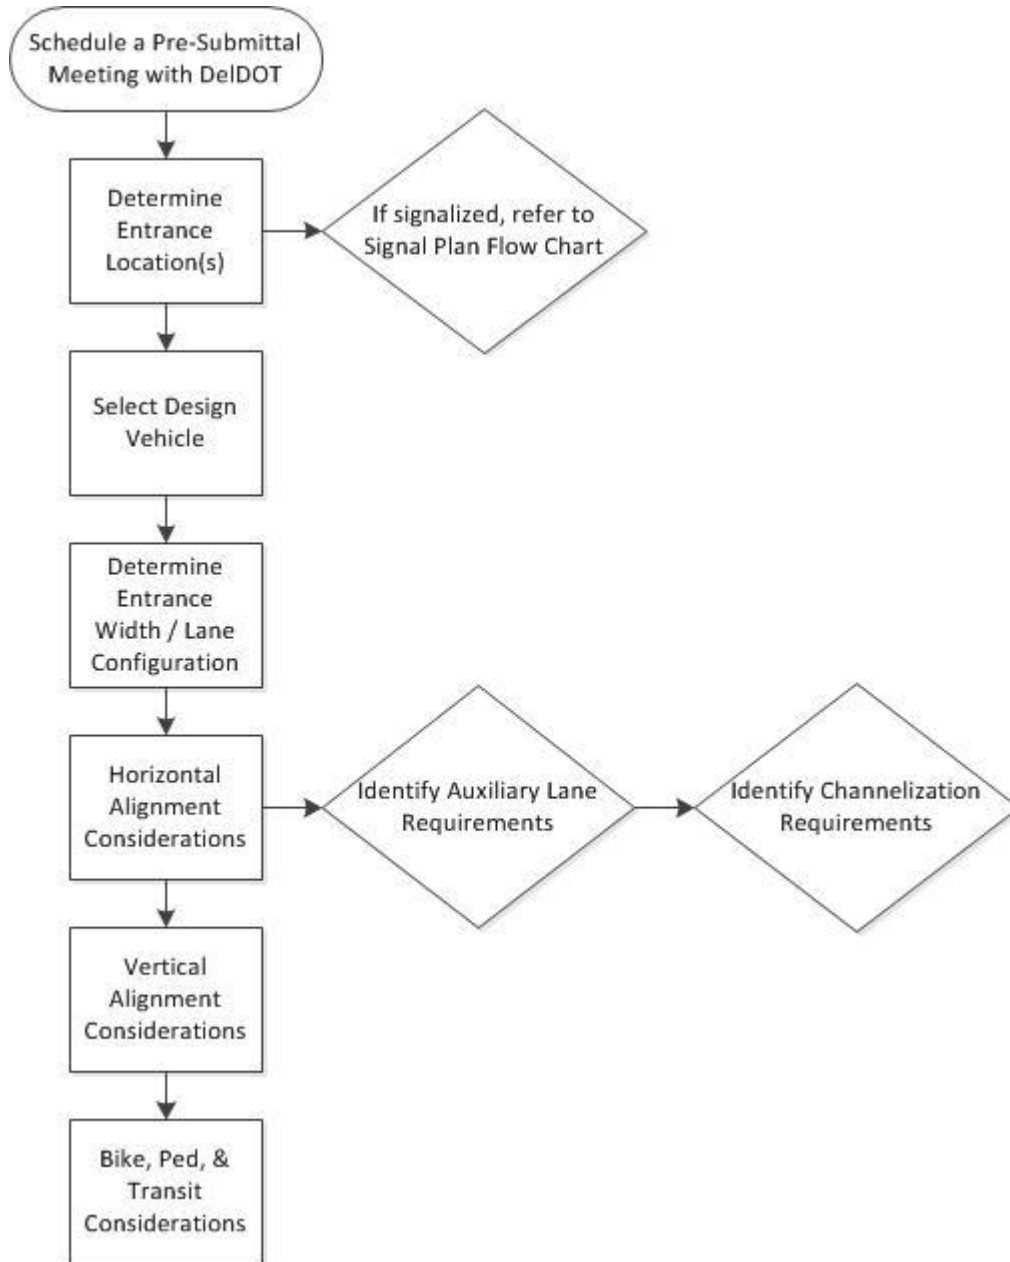 Schedule a Pre-Submittal
Meeting with DelDOT
Determine
Entrance
Location(s)
If signalized, refer to
Signal Plan Flow Chart
Select Design
Vehicle
Determine
Entrance
Width / Lane
Configuration
Horizontal
Alignment
Considerations
Identify Auxiliary Lane
Requirements
Identify Channelization
Requirements
Vertical
Alignment
Considerations
Bike, Ped, &
Transit
Considerations